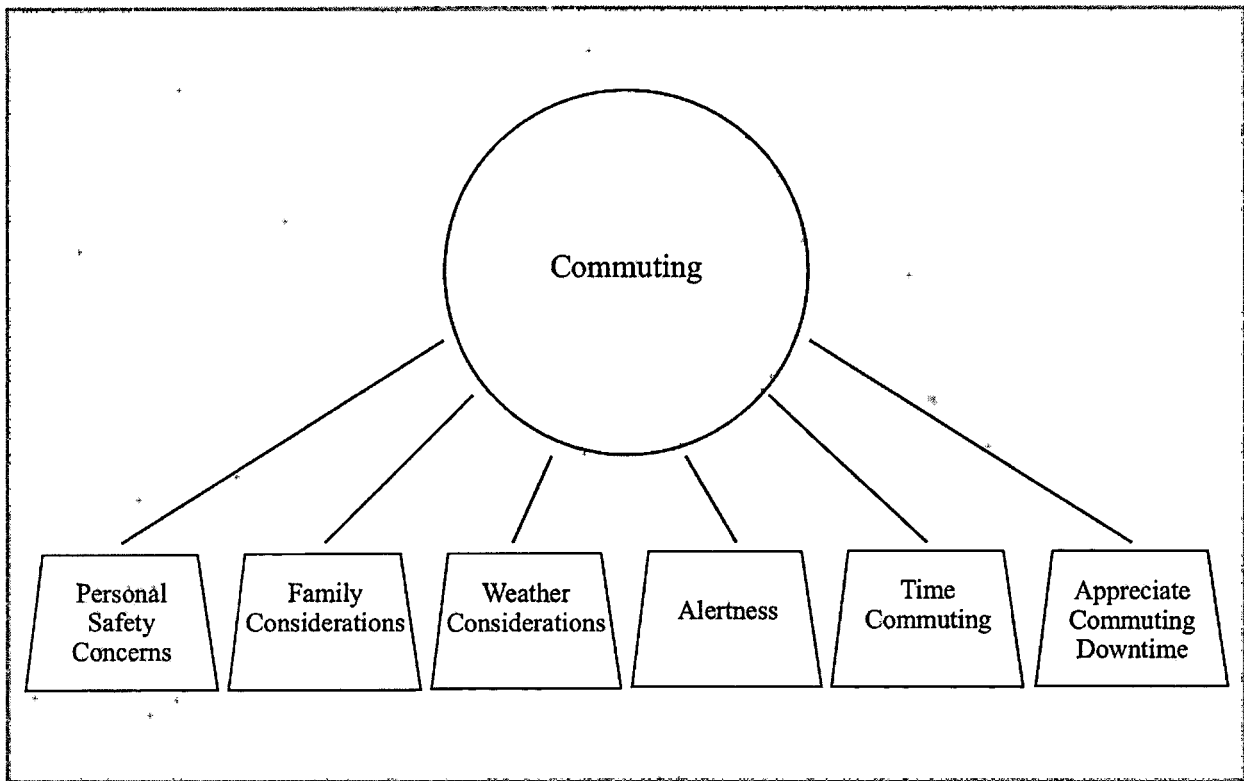 Commuting
Personal
Safety
Concerns
Family
Considerations
Weather
Considerations
Alertness
Time
Commuting
Appreciate
Commuting
Downtime